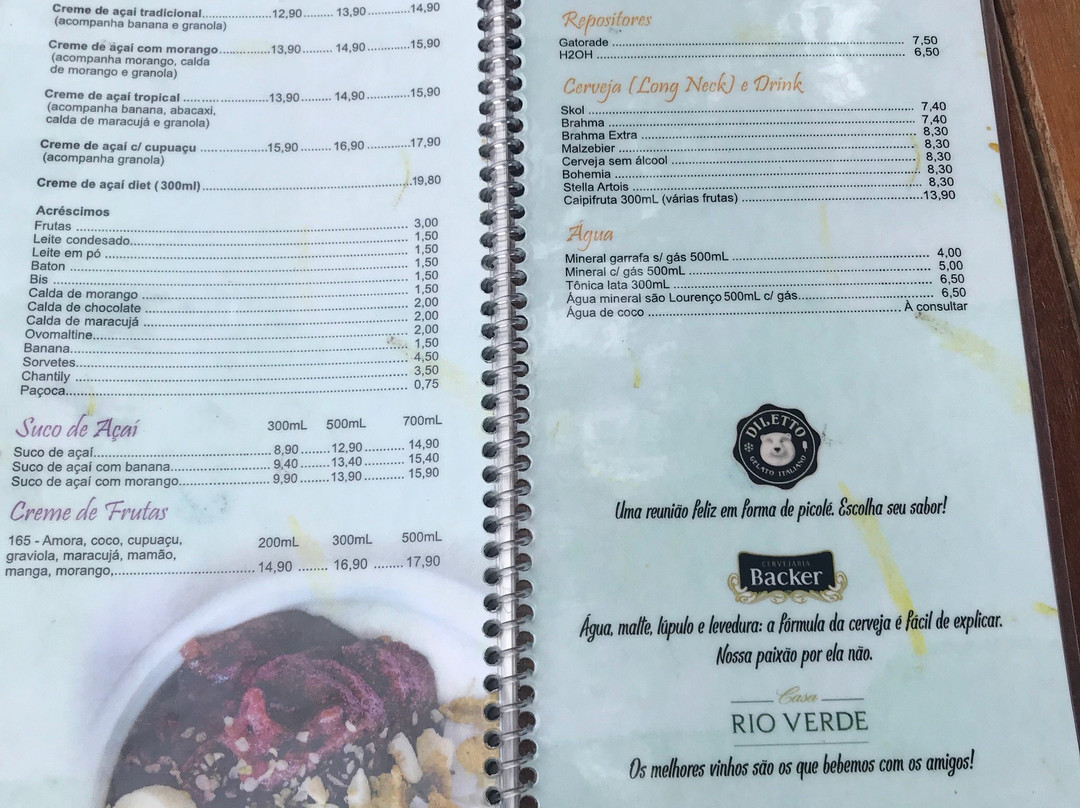 Creme de açaí tradicional..............12,90......... 13,90...........14,90
(acompanha banana e granola)
Creme de açaí com morango............13,90......... 14,90...........15,90
(acompanha morango, calda
de morango e granola)
Creme de açaí tropical ..................13,90......... 14,90...........15,90
(acompanha banana, abacaxi,
calda de maracujá e granola)
Creme de açaí c/ cupuaçu ..............15,90......... 16,90...........17,90
(acompanha granola)
Creme de açaí diet (300ml)..................................................19,80
Acréscimos
Frutas .......... 3,00
Leite condesado.......... 1,50
Leite em pó .......... 1,50
Baton .......... 1,50
Bis .......... 1,50
Calda de morango .......... 1,50
Calda de chocolate .......... 2,00
Calda de maracujá .......... 2,00
Ovomaltine.......... 2,00
Banana.......... 1,50
Sorvetes.......... 4,50
Chantily .......... 3,50
Paçoca.......... 0,75
Suco de Açaí 300mL 500mL 700mL
Suco de açaí.......... 8,90 ....... 12,90 .......... 14,90
Suco de açaí com banana.......... 9,40 ....... 13,40 .......... 15,40
Suco de açaí com morango.......... 9,90 ....... 13,90 .......... 15,90
Creme de Frutas
165 - Amora, coco, cupuaçu, 200mL 300mL 500mL
graviola, maracujá, mamão,
manga, morango,.......... 14,90 ......... 16,90 ......... 17,90
Repositores
Gatorade .......... 7,50
H2OH .......... 6,50
Cerveja (Long Neck) e Drink
Skol .......... 7,40
Brahma .......... 7,40
Brahma Extra .......... 8,30
Malzebier .......... 8,30
Cerveja sem álcool .......... 8,30
Bohemia .......... 8,30
Stella Artois .......... 8,30
Caipifruta 300mL (várias frutas) ..........13,90
Água
Mineral garrafa s/ gás 500mL .......... 4,00
Mineral c/ gás 500mL .......... 5,00
Tônica lata 300mL .......... 6,50
Água mineral são Lourenço 500mL c/ gás.......... 6,50
Água de coco .......... À consultar
DILETTO
GELATO ITALIANO
Uma reunião feliz em forma de picolé. Escolha seu sabor!
CERVEJARIA
Backer
Água, malte, lúpulo e levedura: a fórmula da cerveja é fácil de explicar.
Nossa paixão por ela não.
Casa
RIO VERDE
Os melhores vinhos são os que bebemos com os amigos!